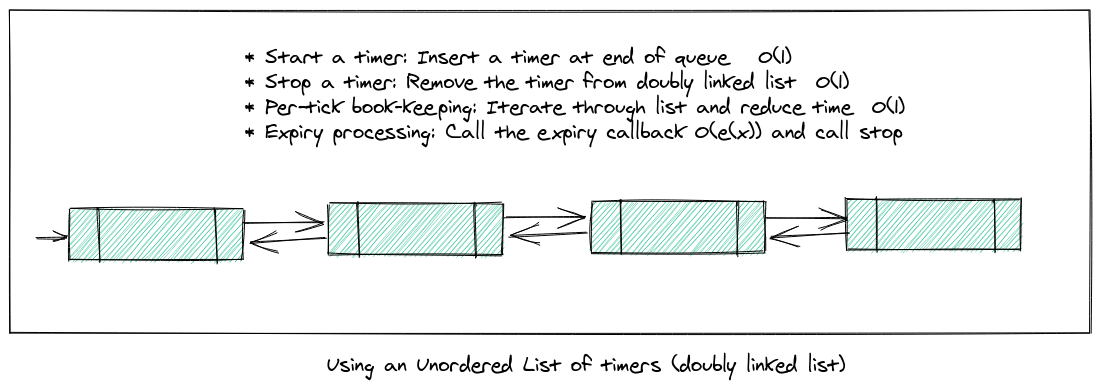 * Start a timer: Insert a timer at end of queue O(1)
* Stop a timer: Remove the timer from doubly linked list O(1)
* Per-tick book-keeping: Iterate through list and reduce time O(1)
* Expiry processing: Call the expiry callback O(e(x)) and call stop
Using an Unordered List of timers (doubly linked list)